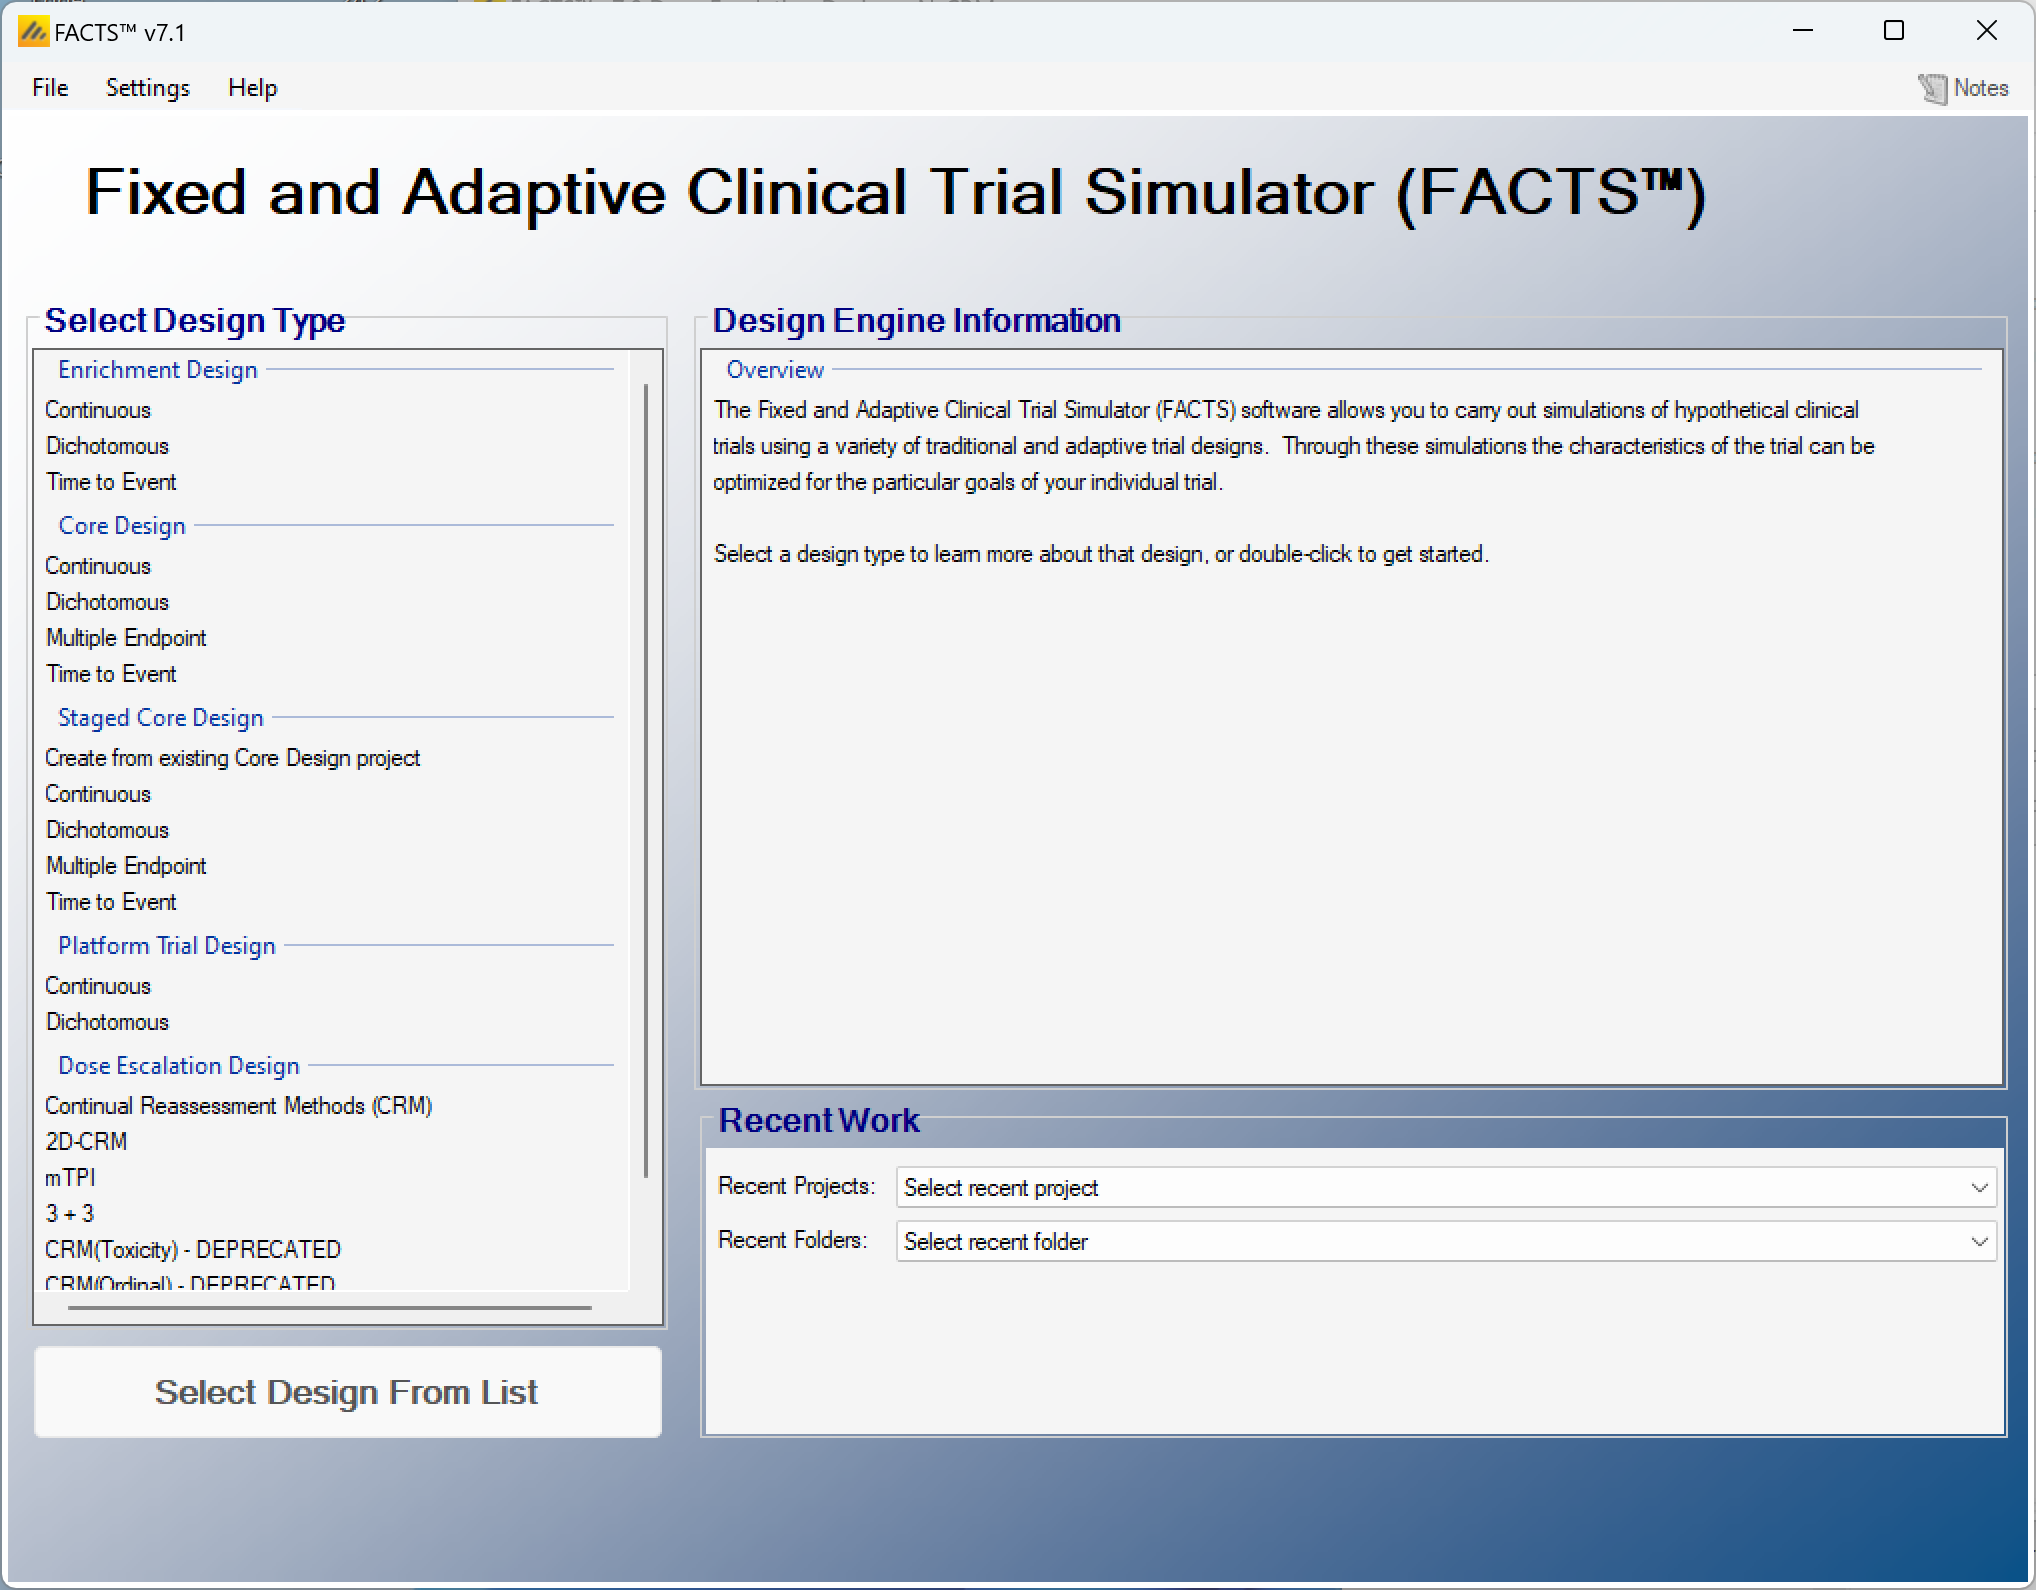 FACTS™ v7.1
File Settings Help Notes
Fixed and Adaptive Clinical Trial Simulator (FACTS™)
Select Design Type
Enrichment Design
Continuous
Dichotomous
Time to Event
Core Design
Continuous
Dichotomous
Multiple Endpoint
Time to Event
Staged Core Design
Create from existing Core Design project
Continuous
Dichotomous
Multiple Endpoint
Time to Event
Platform Trial Design
Continuous
Dichotomous
Dose Escalation Design
Continual Reassessment Methods (CRM)
2D-CRM
mTPI
3 + 3
CRM(Toxicity) - DEPRECATED
CRM(Ordinal) - DEPRECATED
Select Design From List
Design Engine Information
Overview
The Fixed and Adaptive Clinical Trial Simulator (FACTS) software allows you to carry out simulations of hypothetical clinical
trials using a variety of traditional and adaptive trial designs.  Through these simulations the characteristics of the trial can be
optimized for the particular goals of your individual trial.
Select a design type to learn more about that design, or double-click to get started.
Recent Work
Recent Projects: Select recent project
Recent Folders: Select recent folder